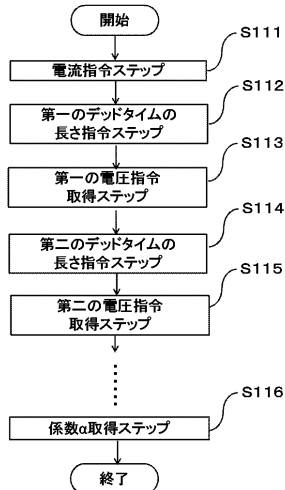 開始
電流指令ステップ
S111
第一のデッドタイムの
長さ指令ステップ
S112
第一の電圧指令
取得ステップ
S113
第二のデッドタイムの
長さ指令ステップ
S114
第二の電圧指令
取得ステップ
S115
係数α取得ステップ
S116
終了